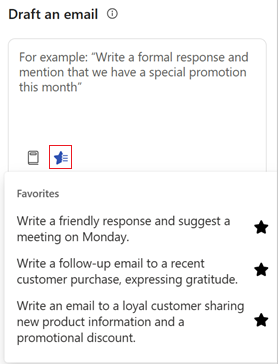 Draft an email
For example: “Write a formal response and
mention that we have a special promotion
this month”
Favorites
Write a friendly response and suggest a
meeting on Monday.
Write a follow-up email to a recent
customer purchase, expressing gratitude.
Write an email to a loyal customer sharing
new product information and a
promotional discount.